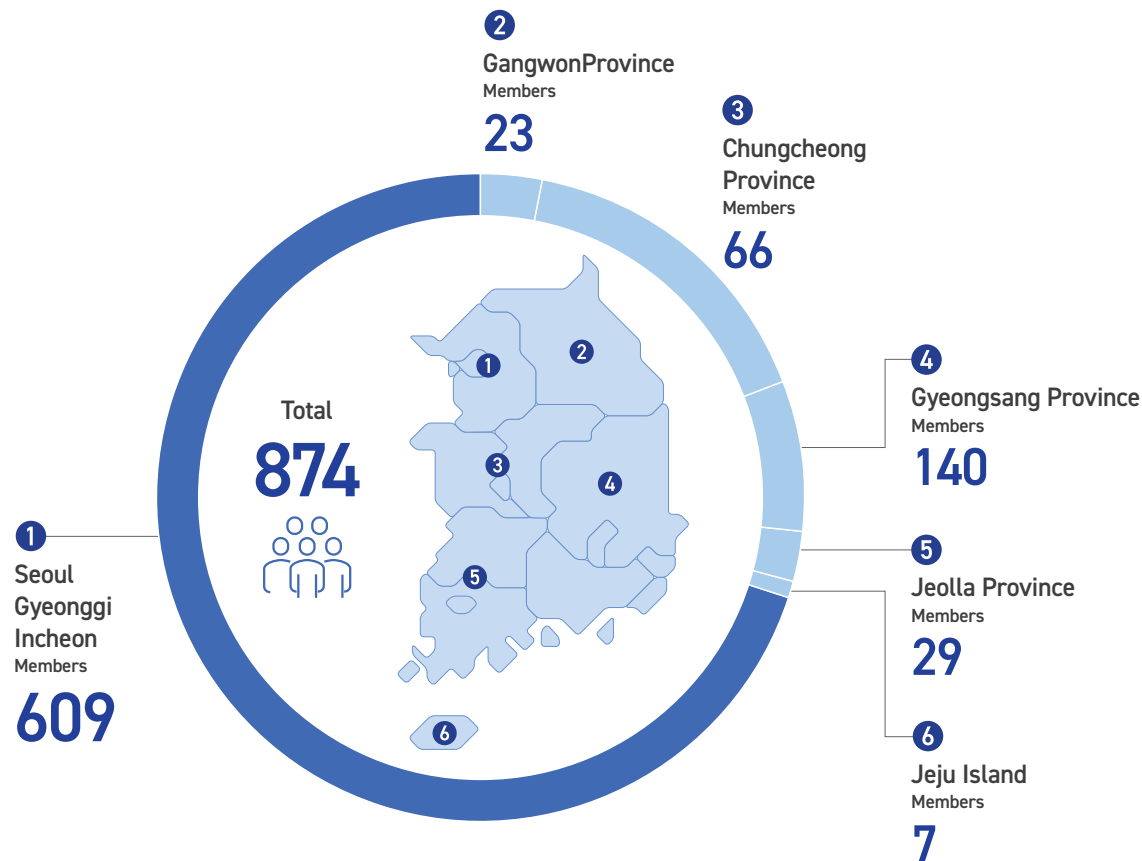 2
GangwonProvince
Members
23
3
Chungcheong
Province
Members
66
4
Gyeongsang Province
Members
140
5
Jeolla Province
Members
29
6
Jeju Island
Members
7
1
Seoul
Gyeonggi
Incheon
Members
609
Total
874
1
2
3
4
5
6